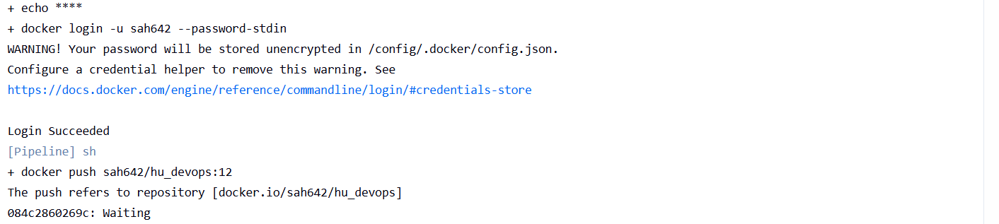 + echo ****
+ docker login -u sah642 --password-stdin
WARNING! Your password will be stored unencrypted in /config/.docker/config.json.
Configure a credential helper to remove this warning. See
https://docs.docker.com/engine/reference/commandline/login/#credentials-store
Login Succeeded
[Pipeline] sh
+ docker push sah642/hu_devops:12
The push refers to repository [docker.io/sah642/hu_devops]
084c2860269c: Waiting